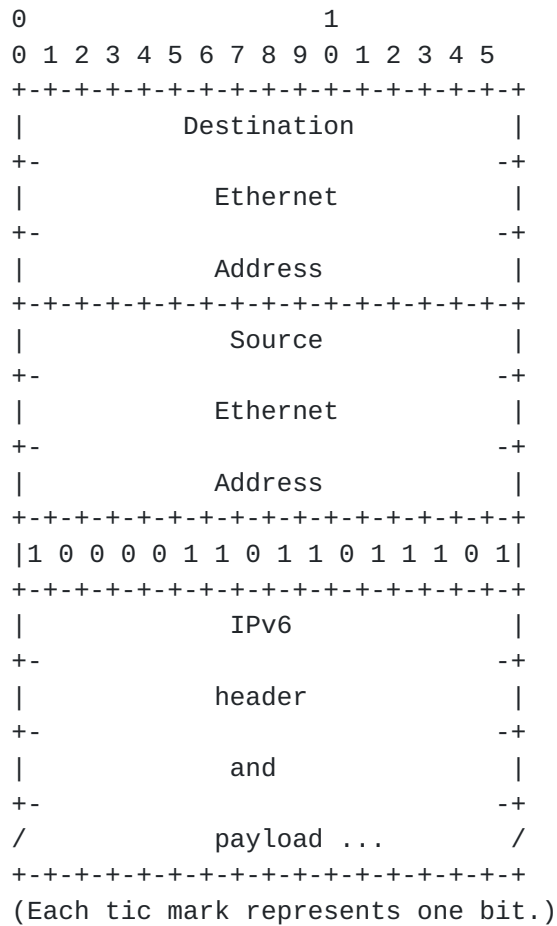 0                   1
0 1 2 3 4 5 6 7 8 9 0 1 2 3 4 5
+-+-+-+-+-+-+-+-+-+-+-+-+-+-+-+-+
|          Destination          |
+-                             -+
|            Ethernet           |
+-                             -+
|            Address            |
+-+-+-+-+-+-+-+-+-+-+-+-+-+-+-+-+
|             Source            |
+-                             -+
|            Ethernet           |
+-                             -+
|            Address            |
+-+-+-+-+-+-+-+-+-+-+-+-+-+-+-+-+
|1 0 0 0 0 1 1 0 1 1 0 1 1 1 0 1|
+-+-+-+-+-+-+-+-+-+-+-+-+-+-+-+-+
|             IPv6              |
+-                             -+
|            header             |
+-                             -+
|             and               |
+-                             -+
/            payload ...        /
+-+-+-+-+-+-+-+-+-+-+-+-+-+-+-+-+
(Each tic mark represents one bit.)